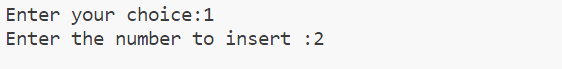 Enter your choice:1
Enter the number to insert :2